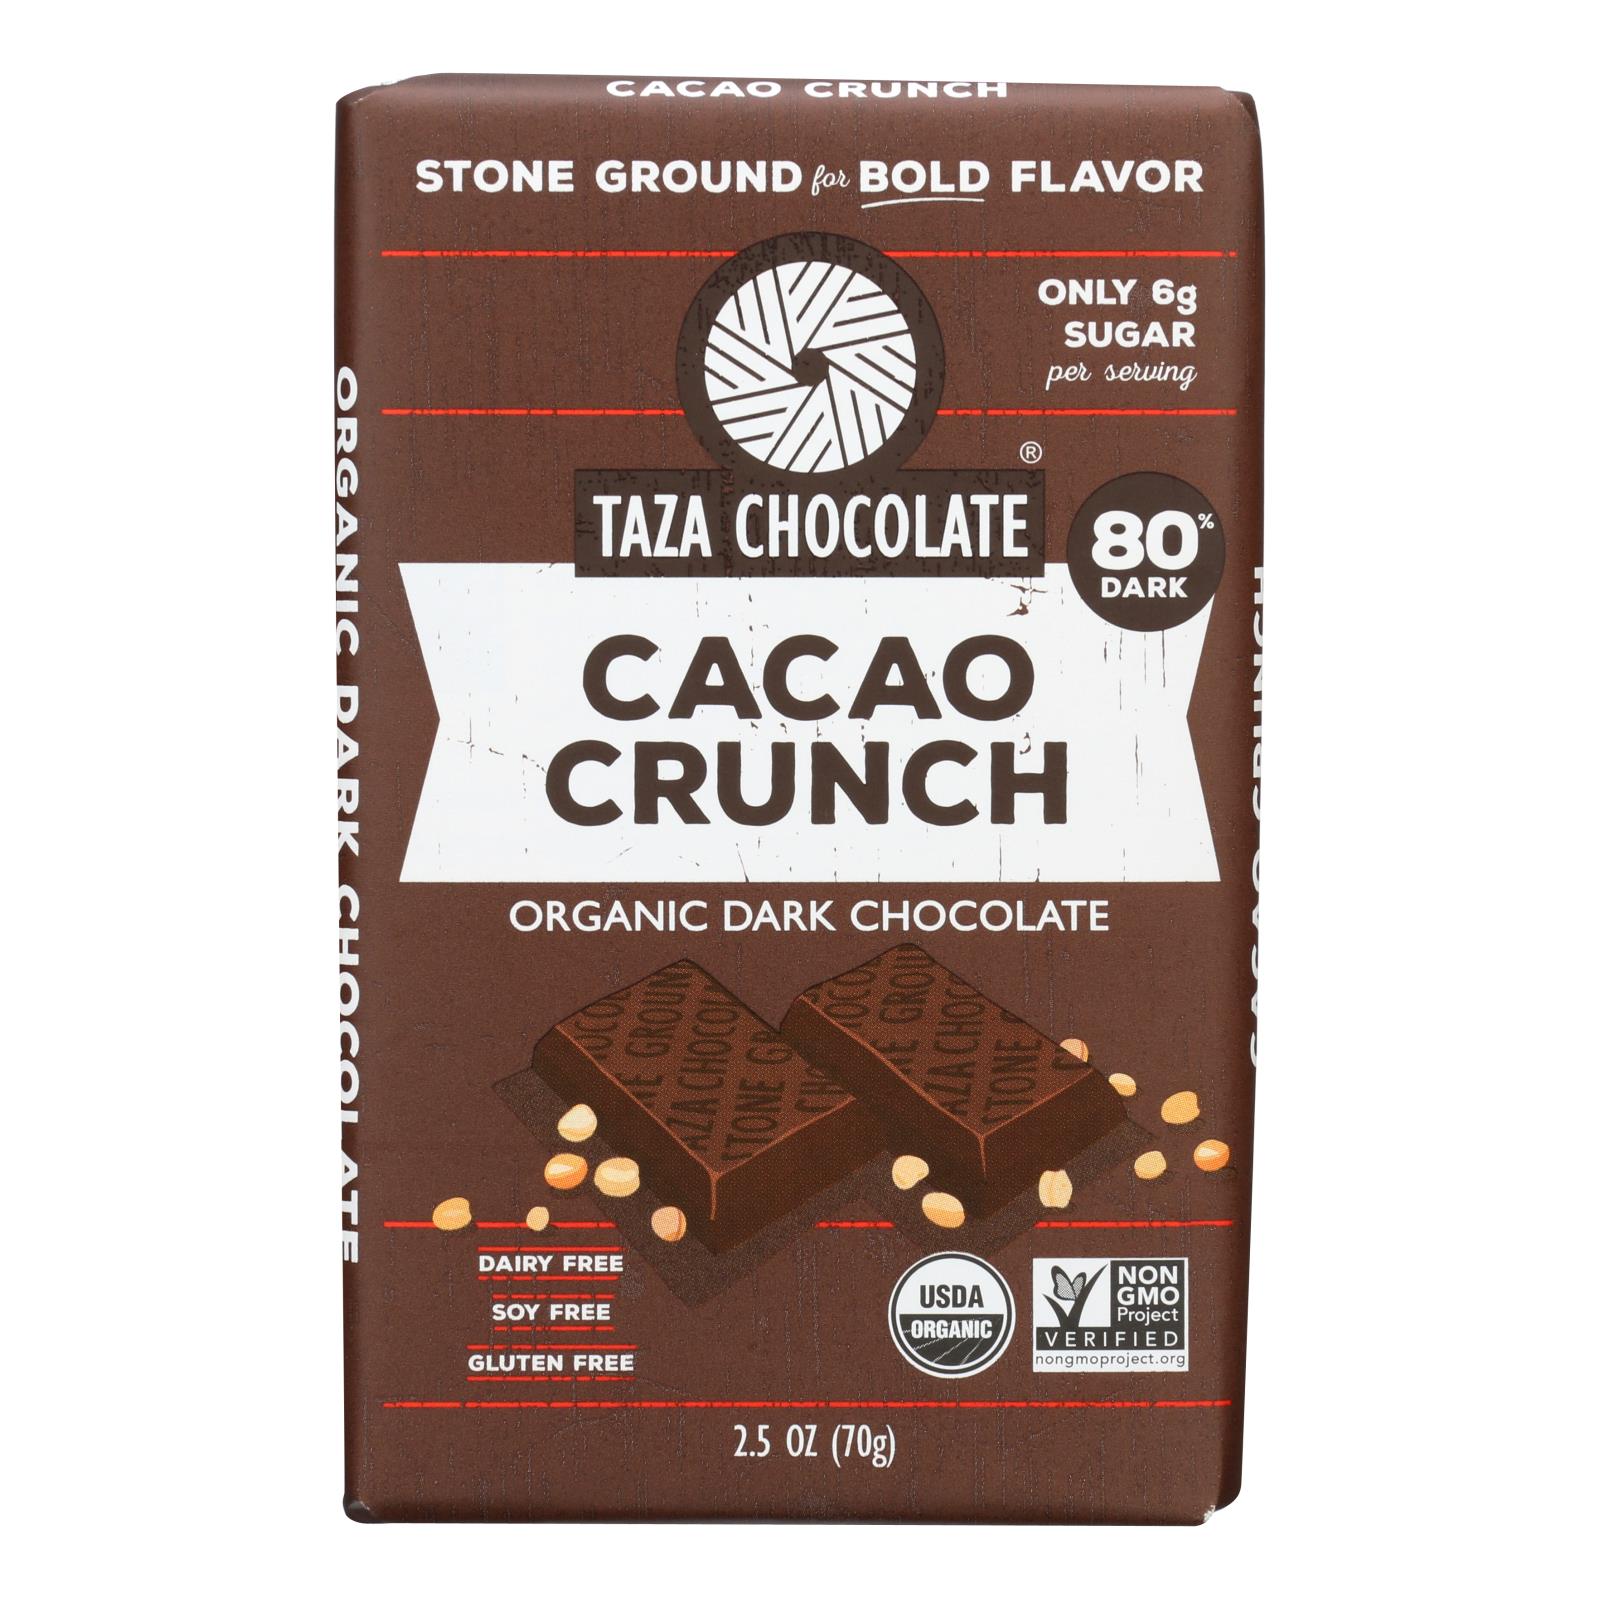 CACAO CRUNCH
STONE GROUND for BOLD FLAVOR
ONLY 6g
SUGAR
per serving
®
TAZA CHOCOLATE
80%
DARK
CACAO
CRUNCH
ORGANIC DARK CHOCOLATE
DAIRY FREE
SOY FREE
GLUTEN FREE
USDA
ORGANIC
NON
GMO
Project
VERIFIED
nongmoproject.org
2.5 OZ (70g)
ORGANIC DARK CHOCOLATE
CACAO CRUNCH